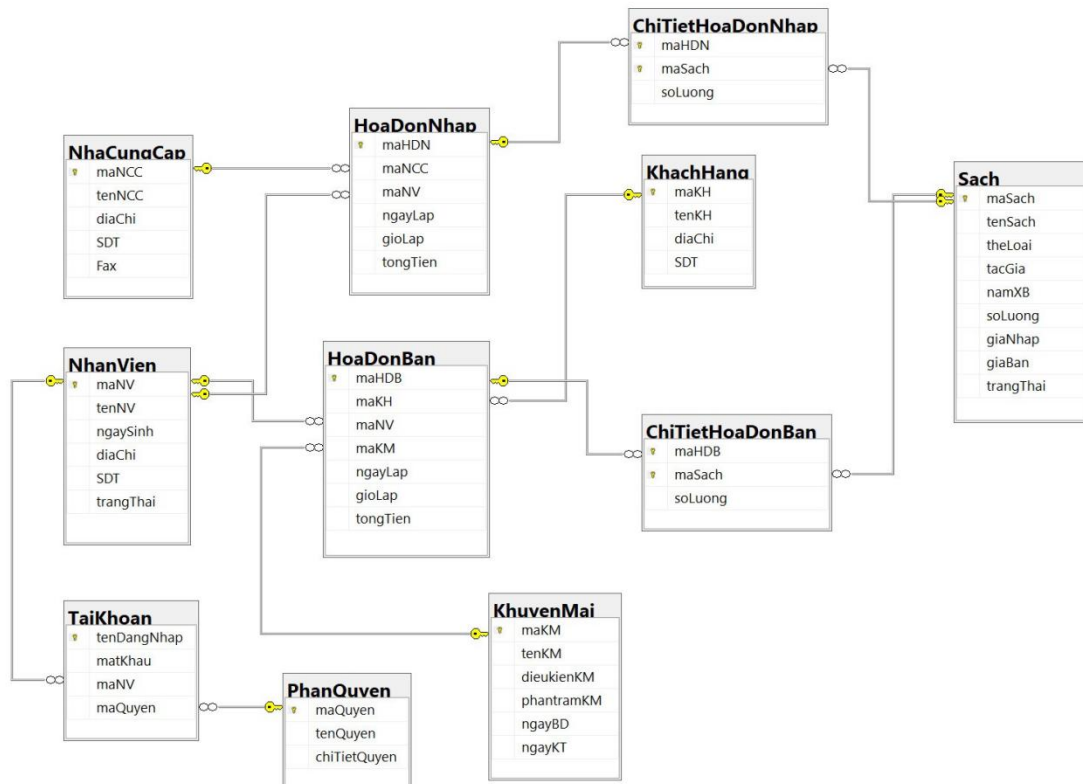 ChiTietHoaDonNhap
maHDN
maSach
soLuong
HoaDonNhap
maHDN
maNCC
maNV
ngayLap
gioLap
tongTien
NhaCungCap
maNCC
tenNCC
diaChi
SDT
Fax
KhachHang
maKH
tenKH
diaChi
SDT
Sach
maSach
tenSach
theLoai
tacGia
namXB
soLuong
giaNhap
giaBan
trangThai
NhanVien
maNV
tenNV
ngaySinh
diaChi
SDT
trangThai
HoaDonBan
maHDB
maKH
maNV
maKM
ngayLap
gioLap
tongTien
ChiTietHoaDonBan
maHDB
maSach
soLuong
TaiKhoan
tenDangNhap
matKhau
maNV
maQuyen
PhanQuyen
maQuyen
tenQuyen
chiTietQuyen
KhuyenMai
maKM
tenKM
dieukienKM
phantramKM
ngayBD
ngayKT